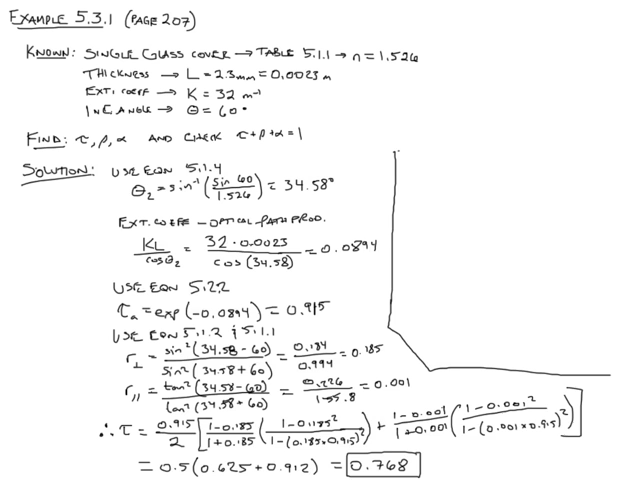 EXAMPLE 5.3.1 (PAGE 207)
KNOWN: SINGLE GLASS COVER → TABLE 5.1.1 → n = 1.526
THICKNESS → L = 2.3mm = 0.0023 m
EXT. COEFF → K = 32 m⁻¹
INC ANGLE → Θ = 60°
FIND: τ, ρ, α AND CHECK τ+ρ+α=1
SOLUTION: USE EQN 5.1.4
Θ₂ = sin⁻¹(sin 60/1.526) = 34.58°
EXT. COEFF - OPTICAL-PATH PROD.
KL/cosΘ₂ = 32·0.0023/cos(34.58) = 0.0894
USE EQN 5.2.2
τₐ = exp(-0.0894) = 0.915
USE EQN 5.1.2 & 5.1.1
r⊥ = sin²(34.58-60)/sin²(34.58+60) = 0.184/0.994 = 0.185
r∥ = tan²(34.58-60)/tan²(34.58+60) = 0.226/155.8 = 0.001
∴ τ = 0.915/2 [1-0.185/1+0.185 (1-0.185²/1-(0.185×0.915)²) + 1-0.001/1+0.001 (1-0.001²/1-(0.001×0.915)²)]
= 0.5(0.625+0.912) = 0.768